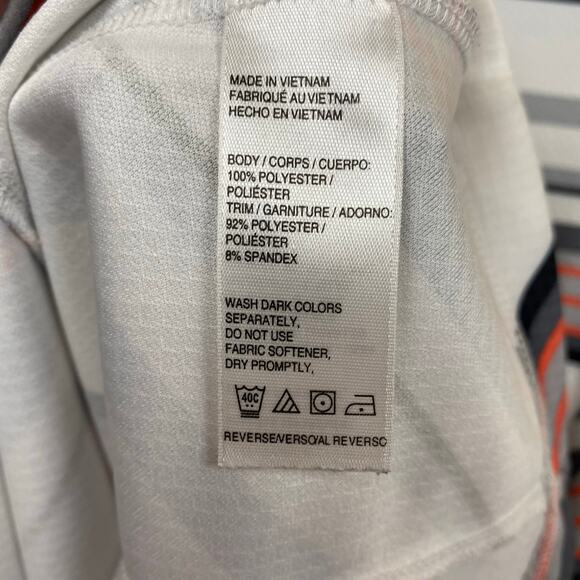 MADE IN VIETNAM
FABRIQUÉ AU VIETNAM
HECHO EN VIETNAM
BODY / CORPS / CUERPO:
100% POLYESTER /
POLIÉSTER
TRIM / GARNITURE / ADORNO:
92% POLYESTER /
POLIÉSTER
8% SPANDEX
WASH DARK COLORS
SEPARATELY,
DO NOT USE
FABRIC SOFTENER,
DRY PROMPTLY,
40C
REVERSE/VERSO/AL REVERSO